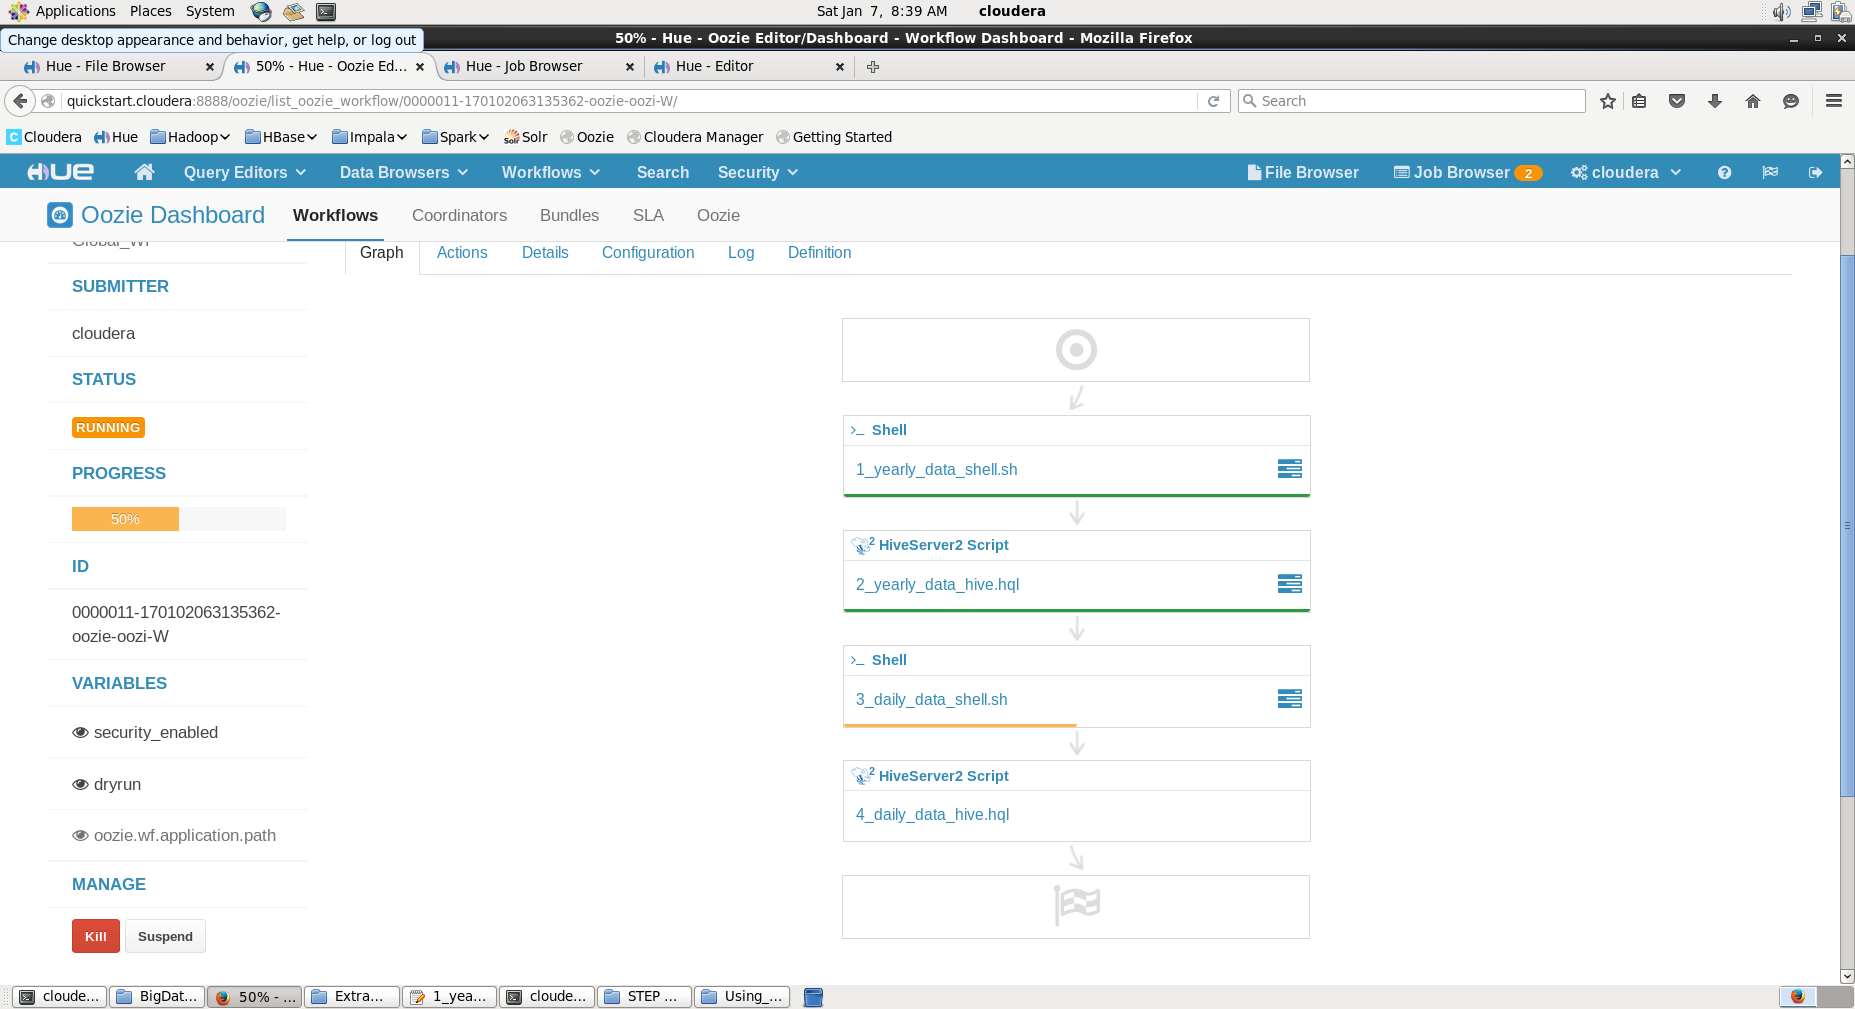 Applications Places System Sat Jan 7, 8:39 AM cloudera
Change desktop appearance and behavior, get help, or log out
50% - Hue - Oozie Editor/Dashboard - Workflow Dashboard - Mozilla Firefox
Hue - File Browser
50% - Hue - Oozie Ed...
Hue - Job Browser
Hue - Editor
quickstart.cloudera:8888/oozie/list_oozie_workflow/0000011-170102063135362-oozie-oozi-W/
Search
Cloudera Hue Hadoop HBase Impala Spark Solr Oozie Cloudera Manager Getting Started
HUE Query Editors Data Browsers Workflows Search Security File Browser Job Browser 2 cloudera
Oozie Dashboard Workflows Coordinators Bundles SLA Oozie
Global_WF
Graph Actions Details Configuration Log Definition
SUBMITTER
cloudera
STATUS
RUNNING
PROGRESS
50%
ID
0000011-170102063135362-
oozie-oozi-W
VARIABLES
security_enabled
dryrun
oozie.wf.application.path
MANAGE
Kill Suspend
>_ Shell
1_yearly_data_shell.sh
2 HiveServer2 Script
2_yearly_data_hive.hql
>_ Shell
3_daily_data_shell.sh
2 HiveServer2 Script
4_daily_data_hive.hql
cloude... BigDat... 50% - ... Extra... 1_yea... cloude... STEP ... Using_...